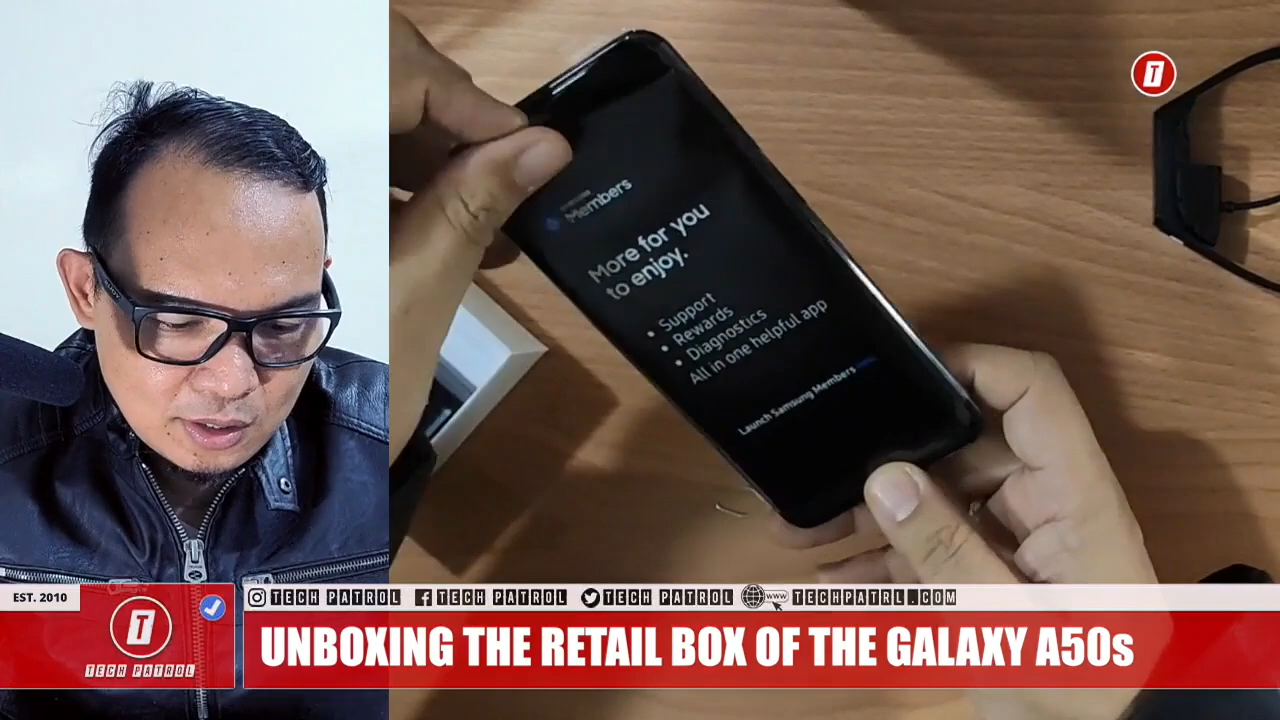 Members
More for you
to enjoy.
• Support
• Rewards
• Diagnostics
All in one helpful app
Launch Samsung Members
EST. 2010
T
TECH PATROL
TECH PATROL
TECH PATROL
TECH PATROL
www
TECHPATRL.COM
UNBOXING THE RETAIL BOX OF THE GALAXY A50s
T